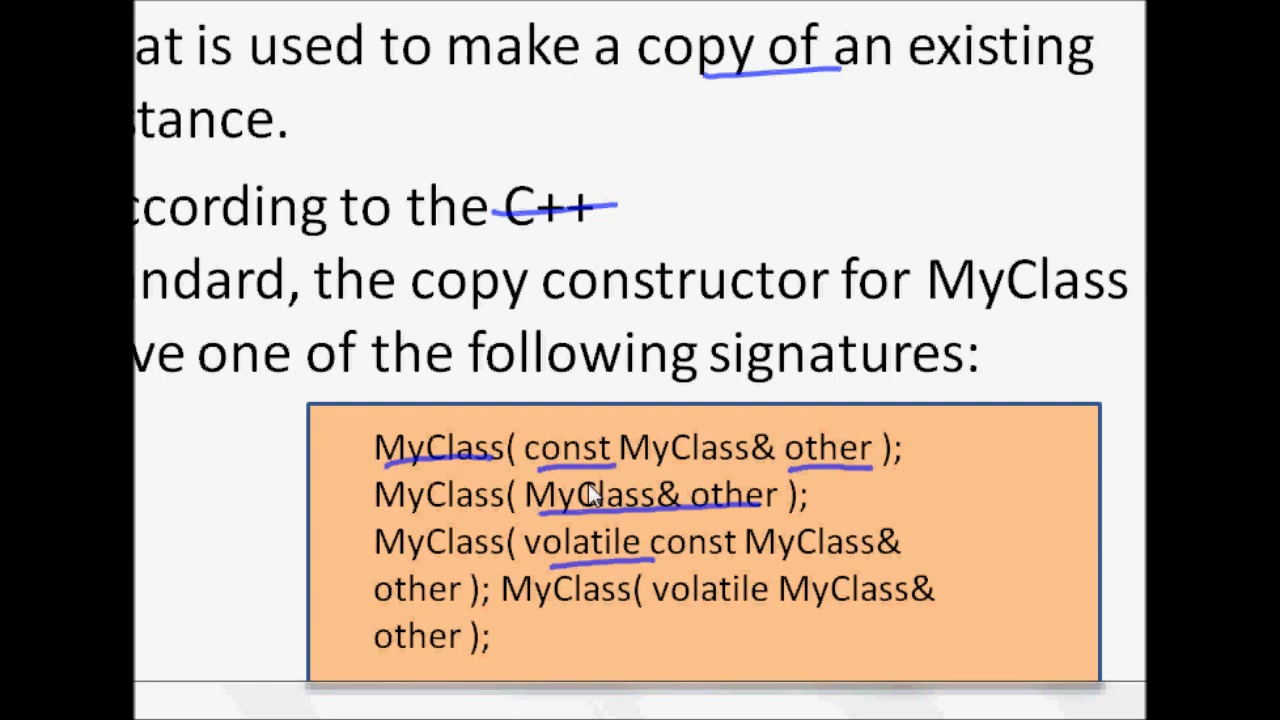 at is used to make a copy of an existing
stance.
ccording to the C++
ndard, the copy constructor for MyClass
ve one of the following signatures:
MyClass( const MyClass& other );
MyClass( MyClass& other );
MyClass( volatile const MyClass&
other ); MyClass( volatile MyClass&
other );